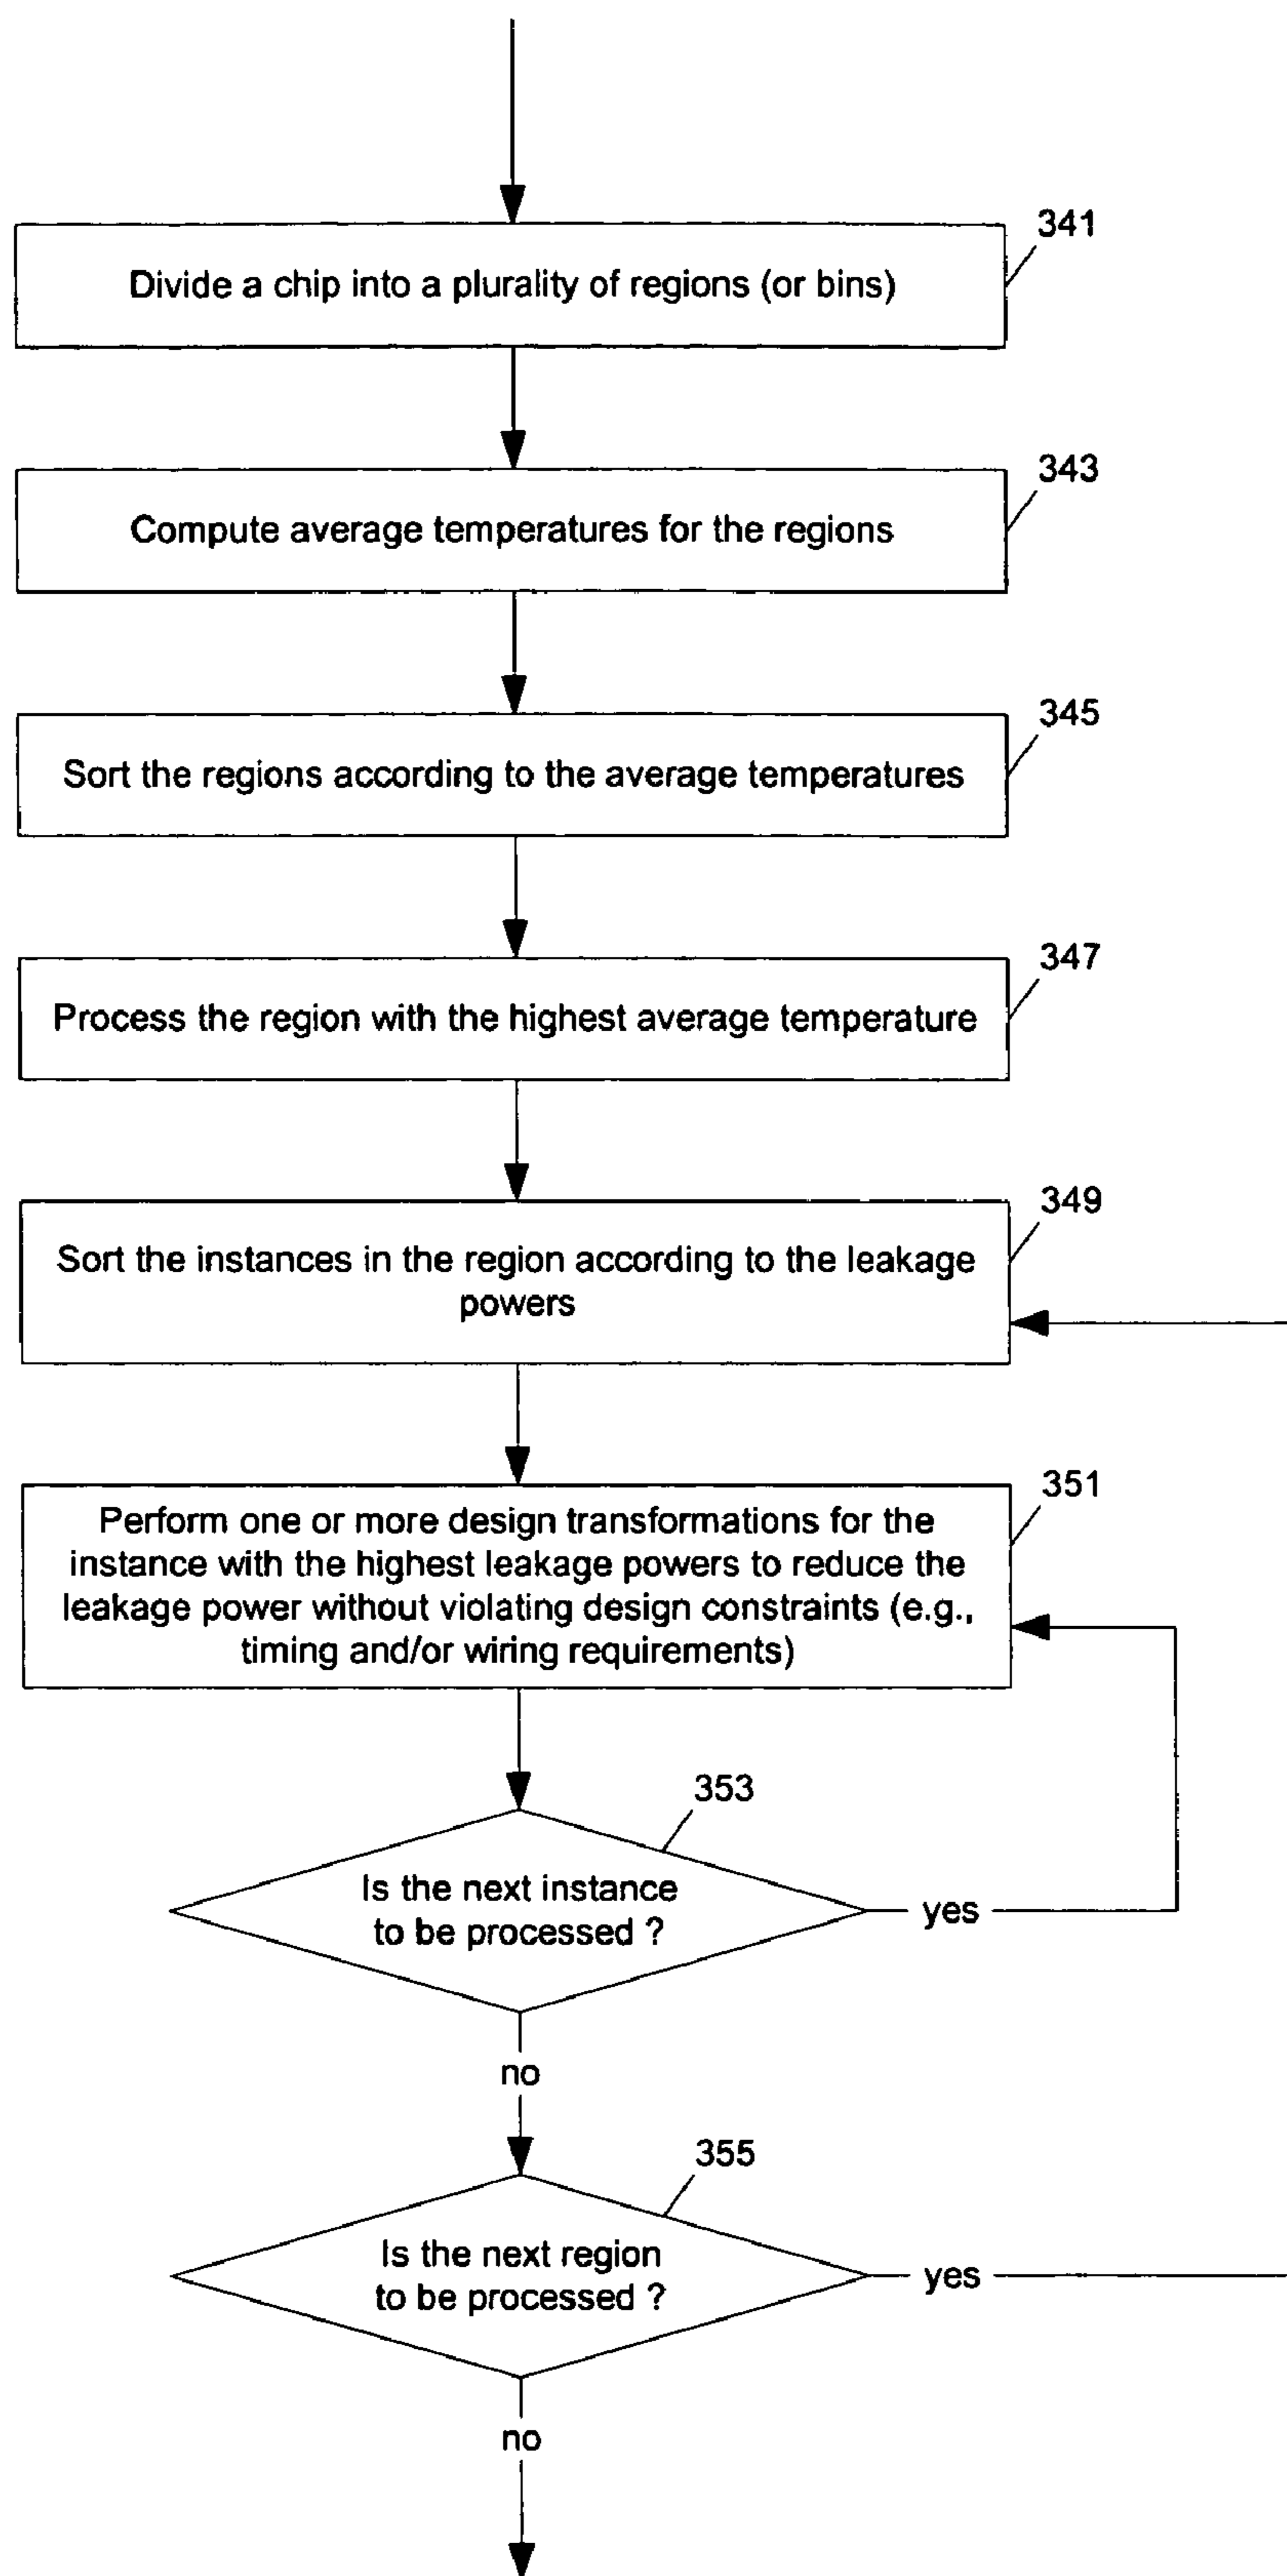 341
Divide a chip into a plurality of regions (or bins)
343
Compute average temperatures for the regions
345
Sort the regions according to the average temperatures
347
Process the region with the highest average temperature
349
Sort the instances in the region according to the leakage
powers
351
Perform one or more design transformations for the
instance with the highest leakage powers to reduce the
leakage power without violating design constraints (e.g.,
timing and/or wiring requirements)
353
Is the next instance
to be processed ?
yes
no
355
Is the next region
to be processed ?
yes
no